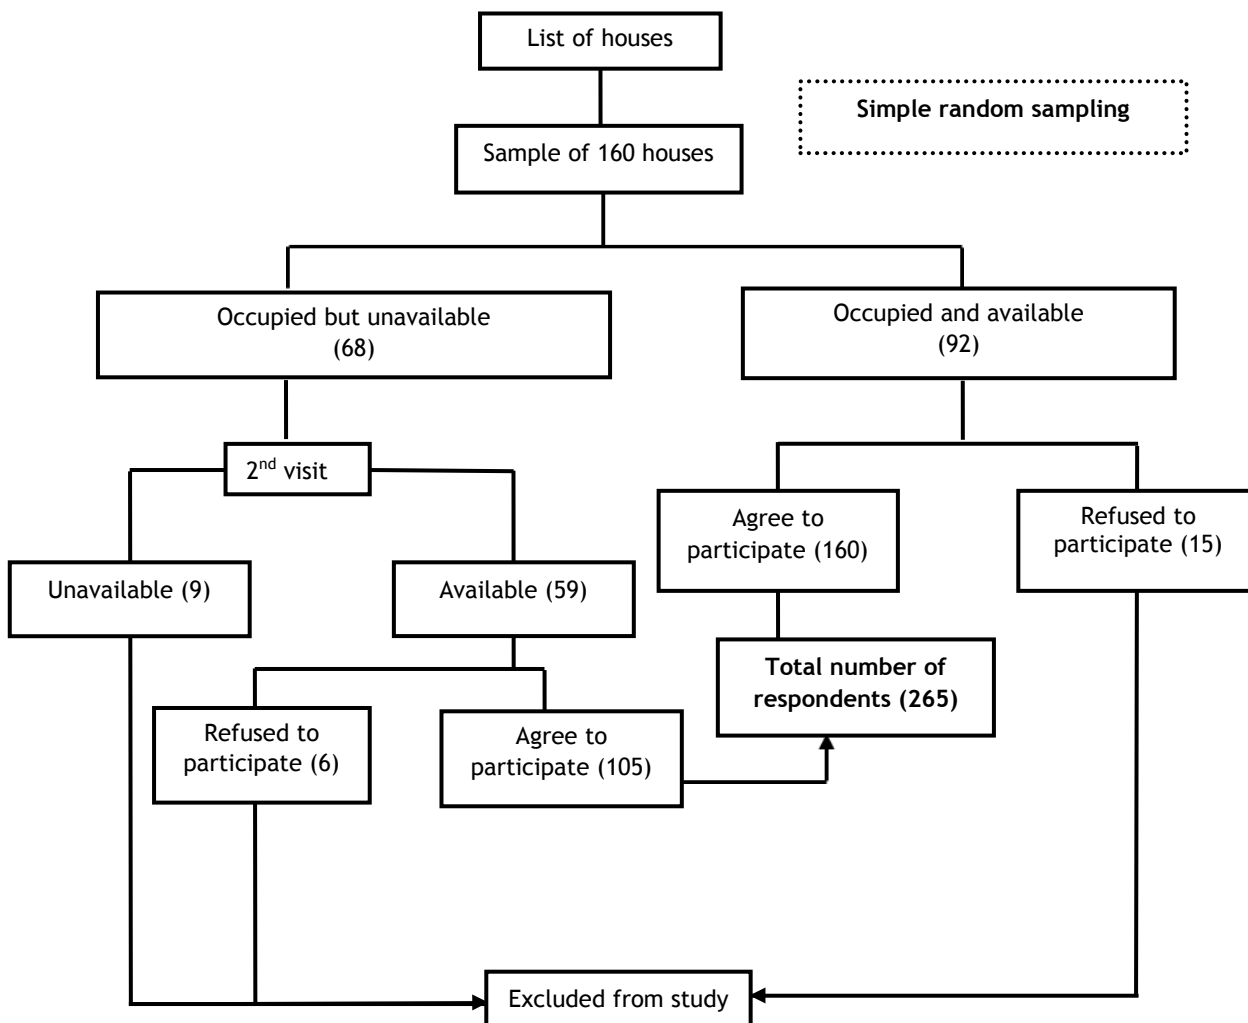 List of houses
Simple random sampling
Sample of 160 houses
Occupied but unavailable
(68)
Occupied and available
(92)
2nd visit
Agree to
participate (160)
Refused to
participate (15)
Unavailable (9)
Available (59)
Total number of
respondents (265)
Refused to
participate (6)
Agree to
participate (105)
Excluded from study